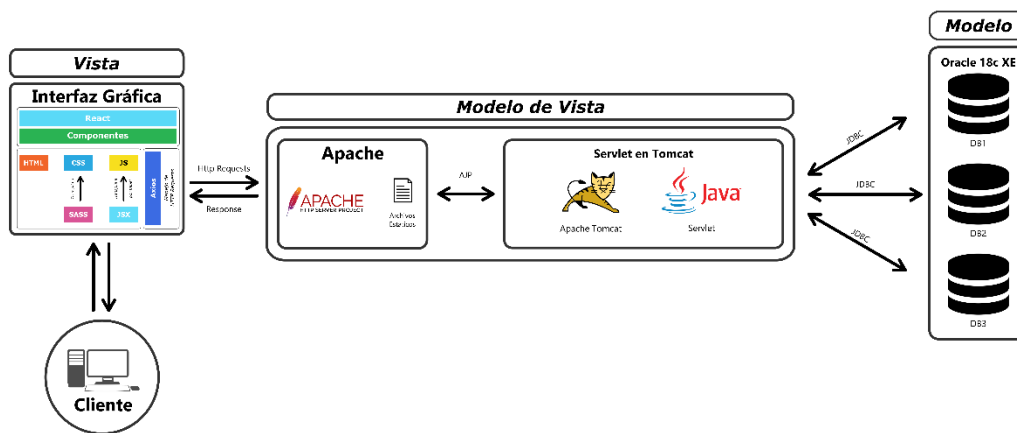 Vista
Interfaz Gráfica
React
Componentes
HTML
CSS
JS
SASS
JSX
Axios
Http Requests
Response
Cliente
Modelo de Vista
Apache
APACHE
HTTP SERVER PROJECT
Archivos
Estáticos
AJP
Servlet en Tomcat
Apache Tomcat
Java
Servlet
JDBC
JDBC
JDBC
Modelo
Oracle 18c XE
DB1
DB2
DB3